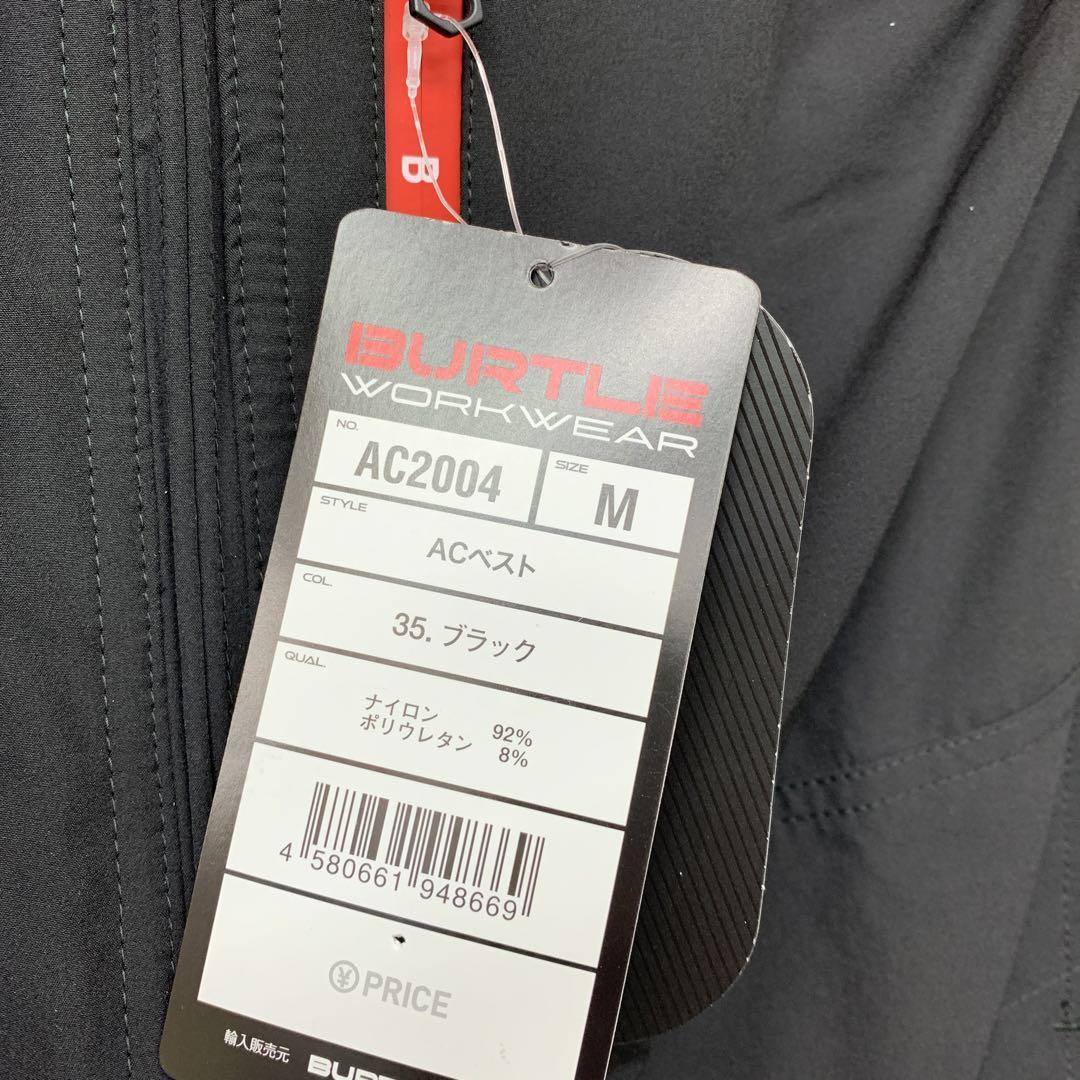 B
BURTLE
WORKWEAR
NO.
AC2004
SIZE
M
STYLE
ACベスト
COL.
35. ブラック
QUAL.
ナイロン 92%
ポリウレタン 8%
4 580661 948669
¥ PRICE
輸入販売元 BURTLE